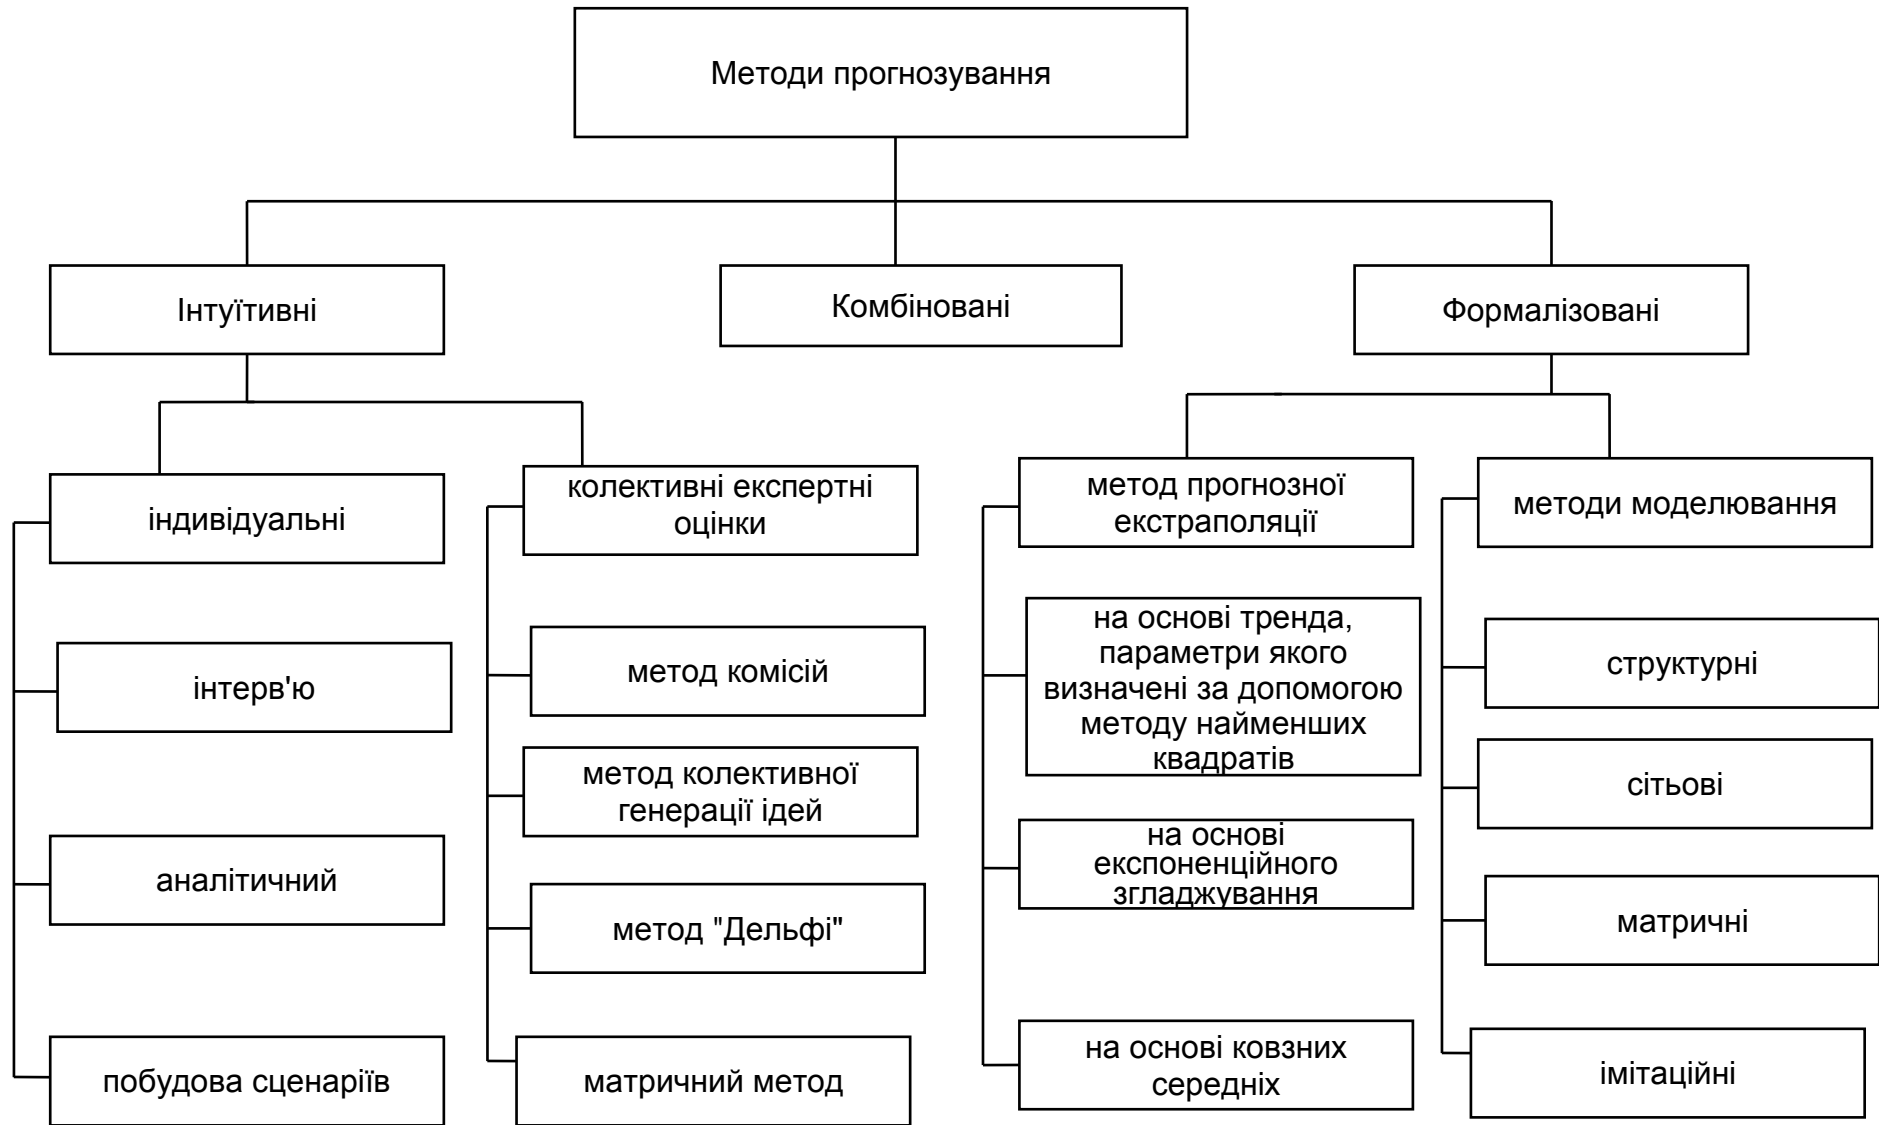 Методи прогнозування
Інтуїтивні
Комбіновані
Формалізовані
індивідуальні
інтерв'ю
аналітичний
побудова сценаріїв
колективні експертні
оцінки
метод комісій
метод колективної
генерації ідей
метод "Дельфі"
матричний метод
метод прогнозної
екстраполяції
на основі тренда,
параметри якого
визначені за допомогою
методу найменших
квадратів
на основі
експоненційного
згладжування
на основі ковзних
середніх
методи моделювання
структурні
сітьові
матричні
імітаційні